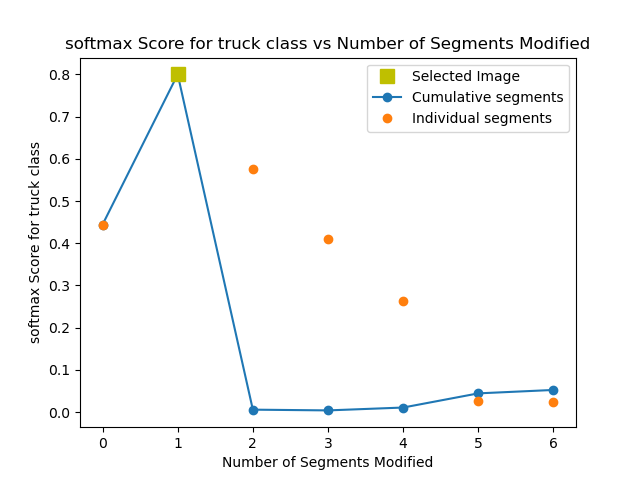 softmax Score for truck class vs Number of Segments Modified
Selected Image
Cumulative segments
Individual segments
softmax Score for truck class
0.8
0.7
0.6
0.5
0.4
0.3
0.2
0.1
0.0
0 1 2 3 4 5 6
Number of Segments Modified